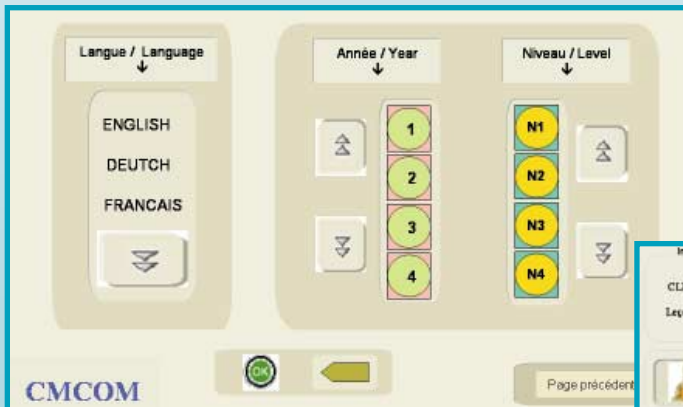 Langue / Language
Année / Year
Niveau / Level
ENGLISH
DEUTCH
FRANCAIS
1
2
3
4
N1
N2
N3
N4
OK
CMCOM
Page précédent